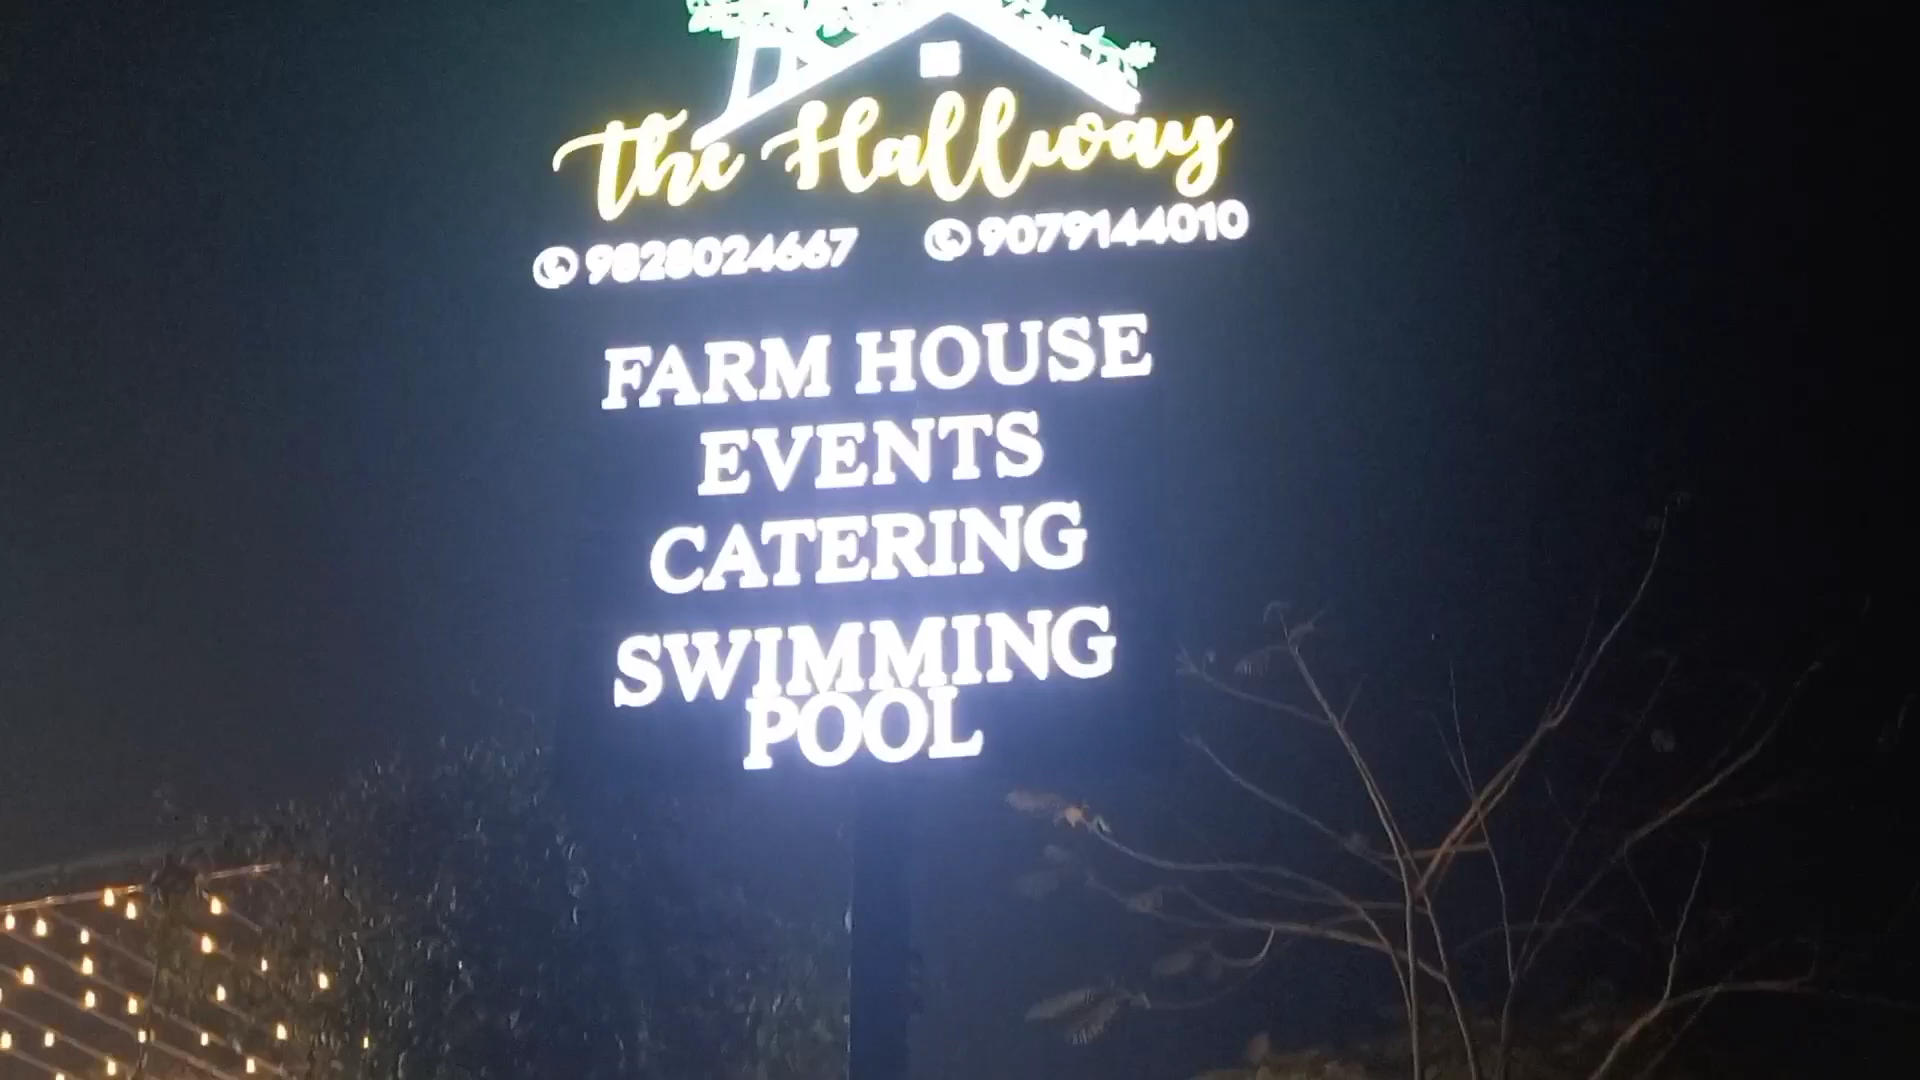 the Hallway
9828024667 9079144010
FARM HOUSE
EVENTS
CATERING
SWIMMING
POOL